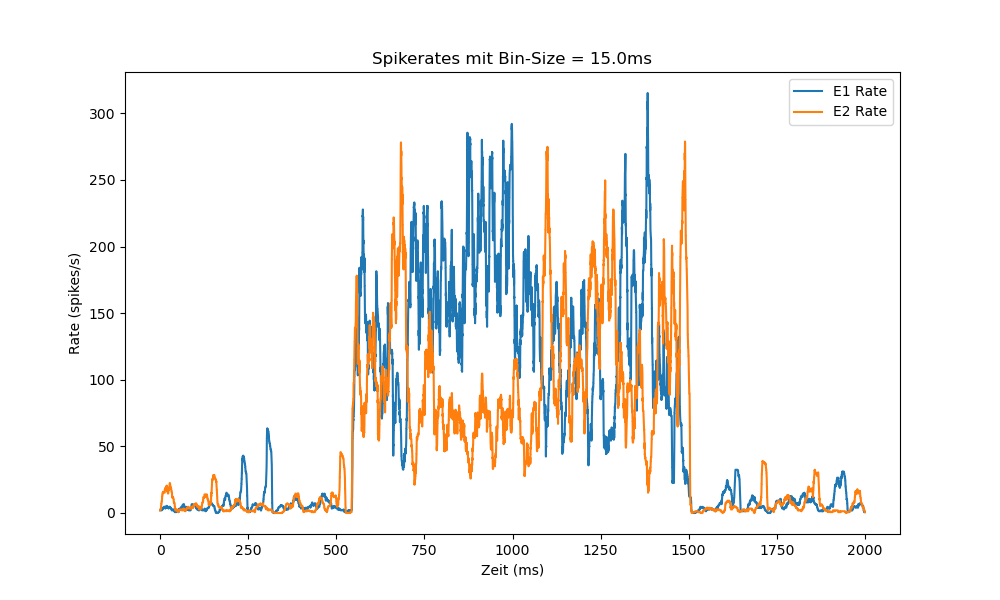 Spikerates mit Bin-Size = 15.0ms
E1 Rate
E2 Rate
300
250
200
150
100
50
0
Rate (spikes/s)
0 250 500 750 1000 1250 1500 1750 2000
Zeit (ms)